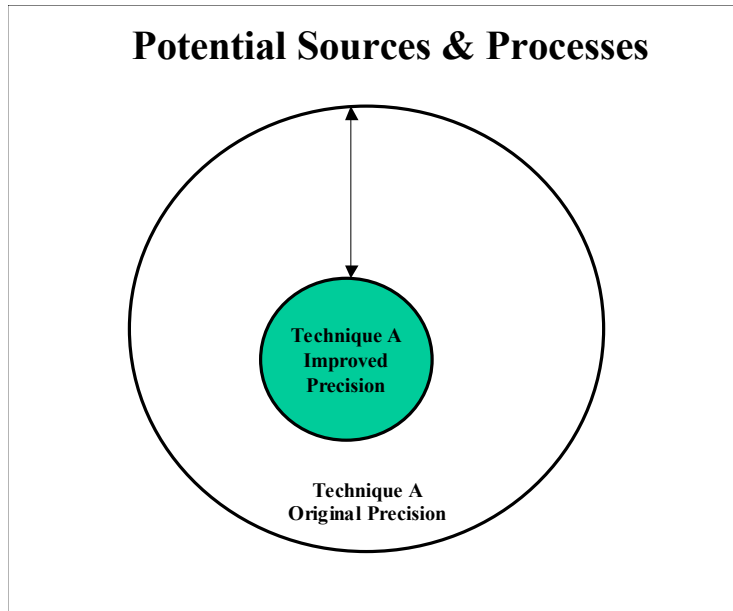 Potential Sources & Processes
Technique A
Improved
Precision
Technique A
Original Precision